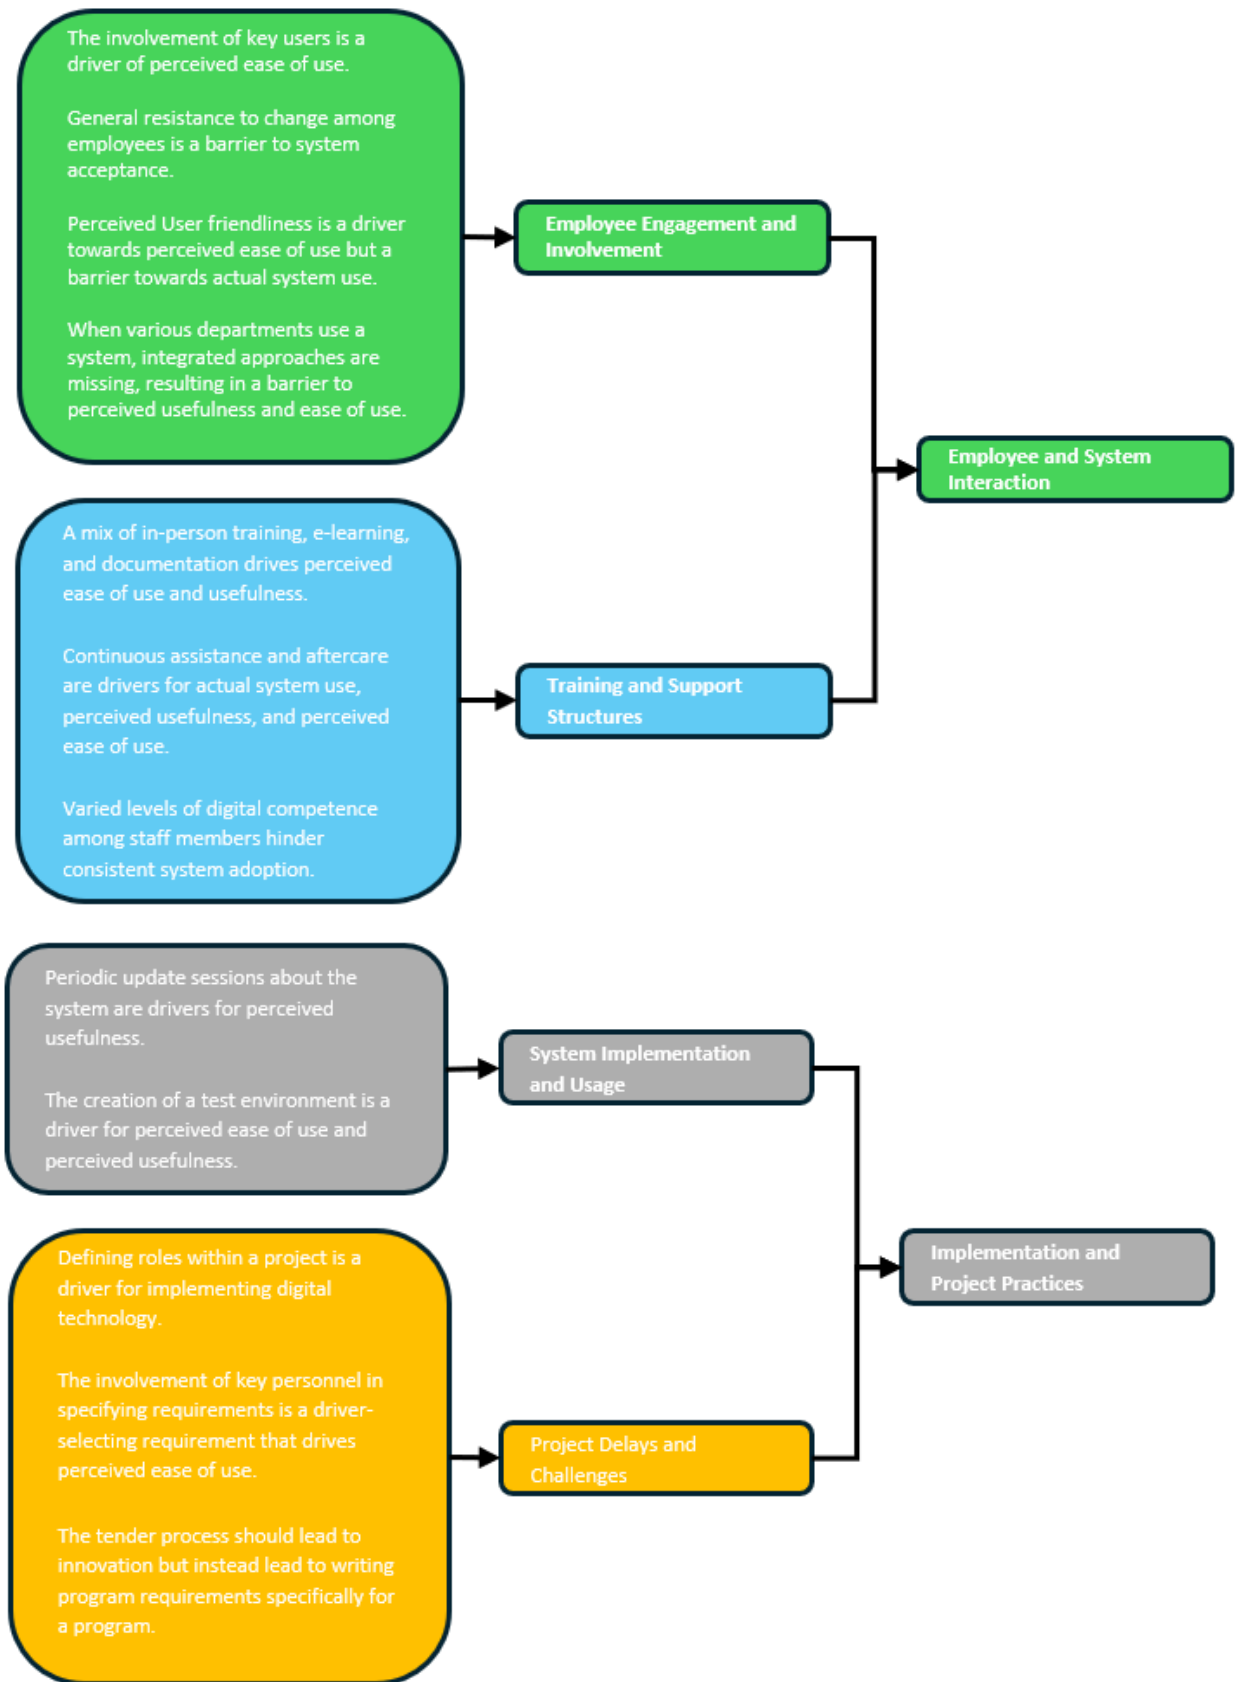 The involvement of key users is a
driver of perceived ease of use.
General resistance to change among
employees is a barrier to system
acceptance.
Perceived User friendliness is a driver
towards perceived ease of use but a
barrier towards actual system use.
When various departments use a
system, integrated approaches are
missing, resulting in a barrier to
perceived usefulness and ease of use.
Employee Engagement and
Involvement
Employee and System
Interaction
A mix of in-person training, e-learning,
and documentation drives perceived
ease of use and usefulness.
Continuous assistance and aftercare
are drivers for actual system use,
perceived usefulness, and perceived
ease of use.
Varied levels of digital competence
among staff members hinder
consistent system adoption.
Training and Support
Structures
Periodic update sessions about the
system are drivers for perceived
usefulness.
The creation of a test environment is a
driver for perceived ease of use and
perceived usefulness.
System Implementation
and Usage
Implementation and
Project Practices
Defining roles within a project is a
driver for implementing digital
technology.
The involvement of key personnel in
specifying requirements is a driver-
selecting requirement that drives
perceived ease of use.
The tender process should lead to
innovation but instead lead to writing
program requirements specifically for
a program.
Project Delays and
Challenges